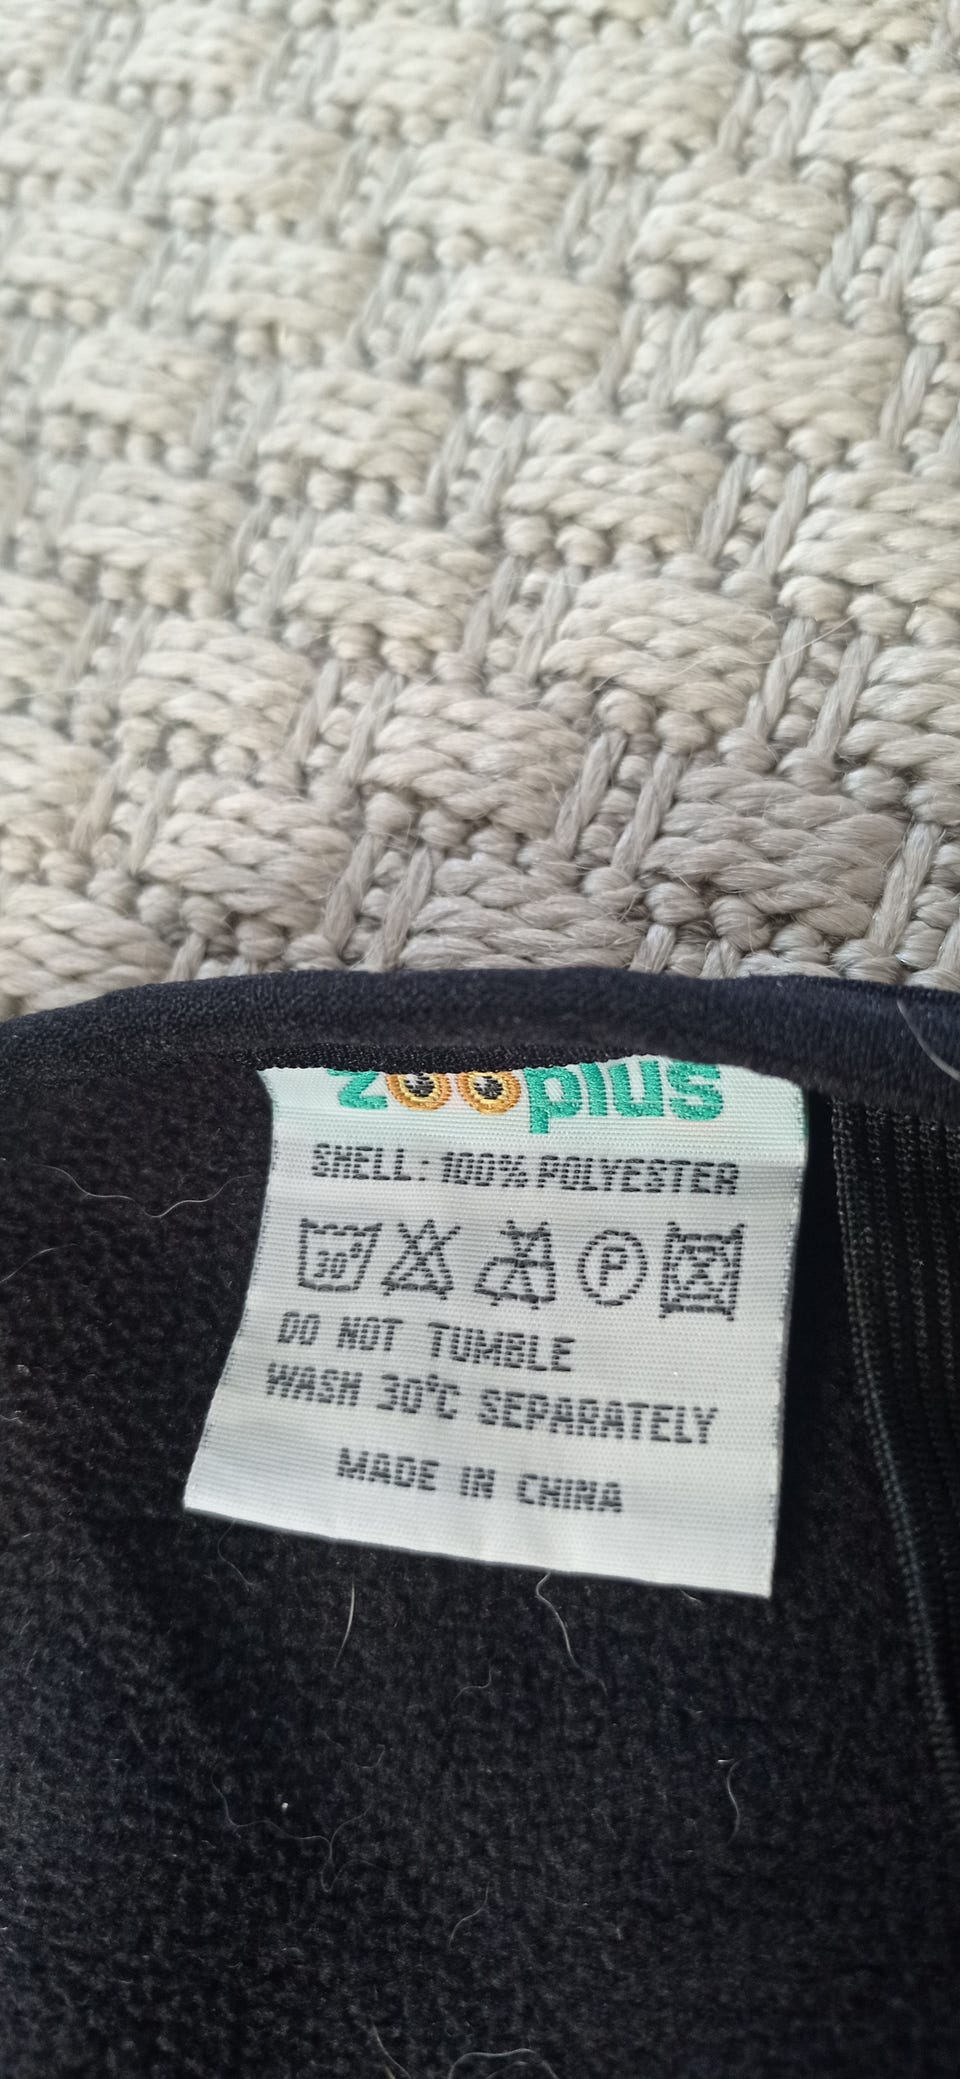 zooplus
SHELL: 100% POLYESTER
30° P
DO NOT TUMBLE
WASH 30°C SEPARATELY
MADE IN CHINA